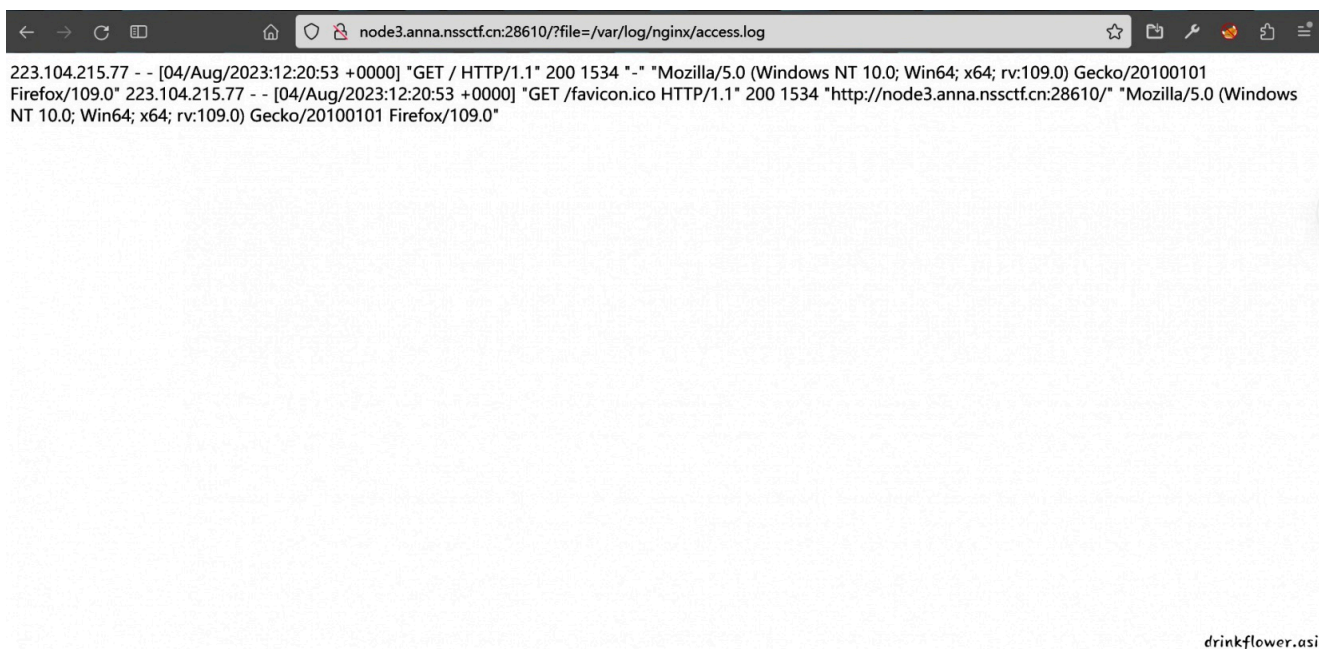 node3.anna.nssctf.cn:28610/?file=/var/log/nginx/access.log
223.104.215.77 - - [04/Aug/2023:12:20:53 +0000] "GET / HTTP/1.1" 200 1534 "-" "Mozilla/5.0 (Windows NT 10.0; Win64; x64; rv:109.0) Gecko/20100101
Firefox/109.0" 223.104.215.77 - - [04/Aug/2023:12:20:53 +0000] "GET /favicon.ico HTTP/1.1" 200 1534 "http://node3.anna.nssctf.cn:28610/" "Mozilla/5.0 (Windows
NT 10.0; Win64; x64; rv:109.0) Gecko/20100101 Firefox/109.0"
drinkflower.asi